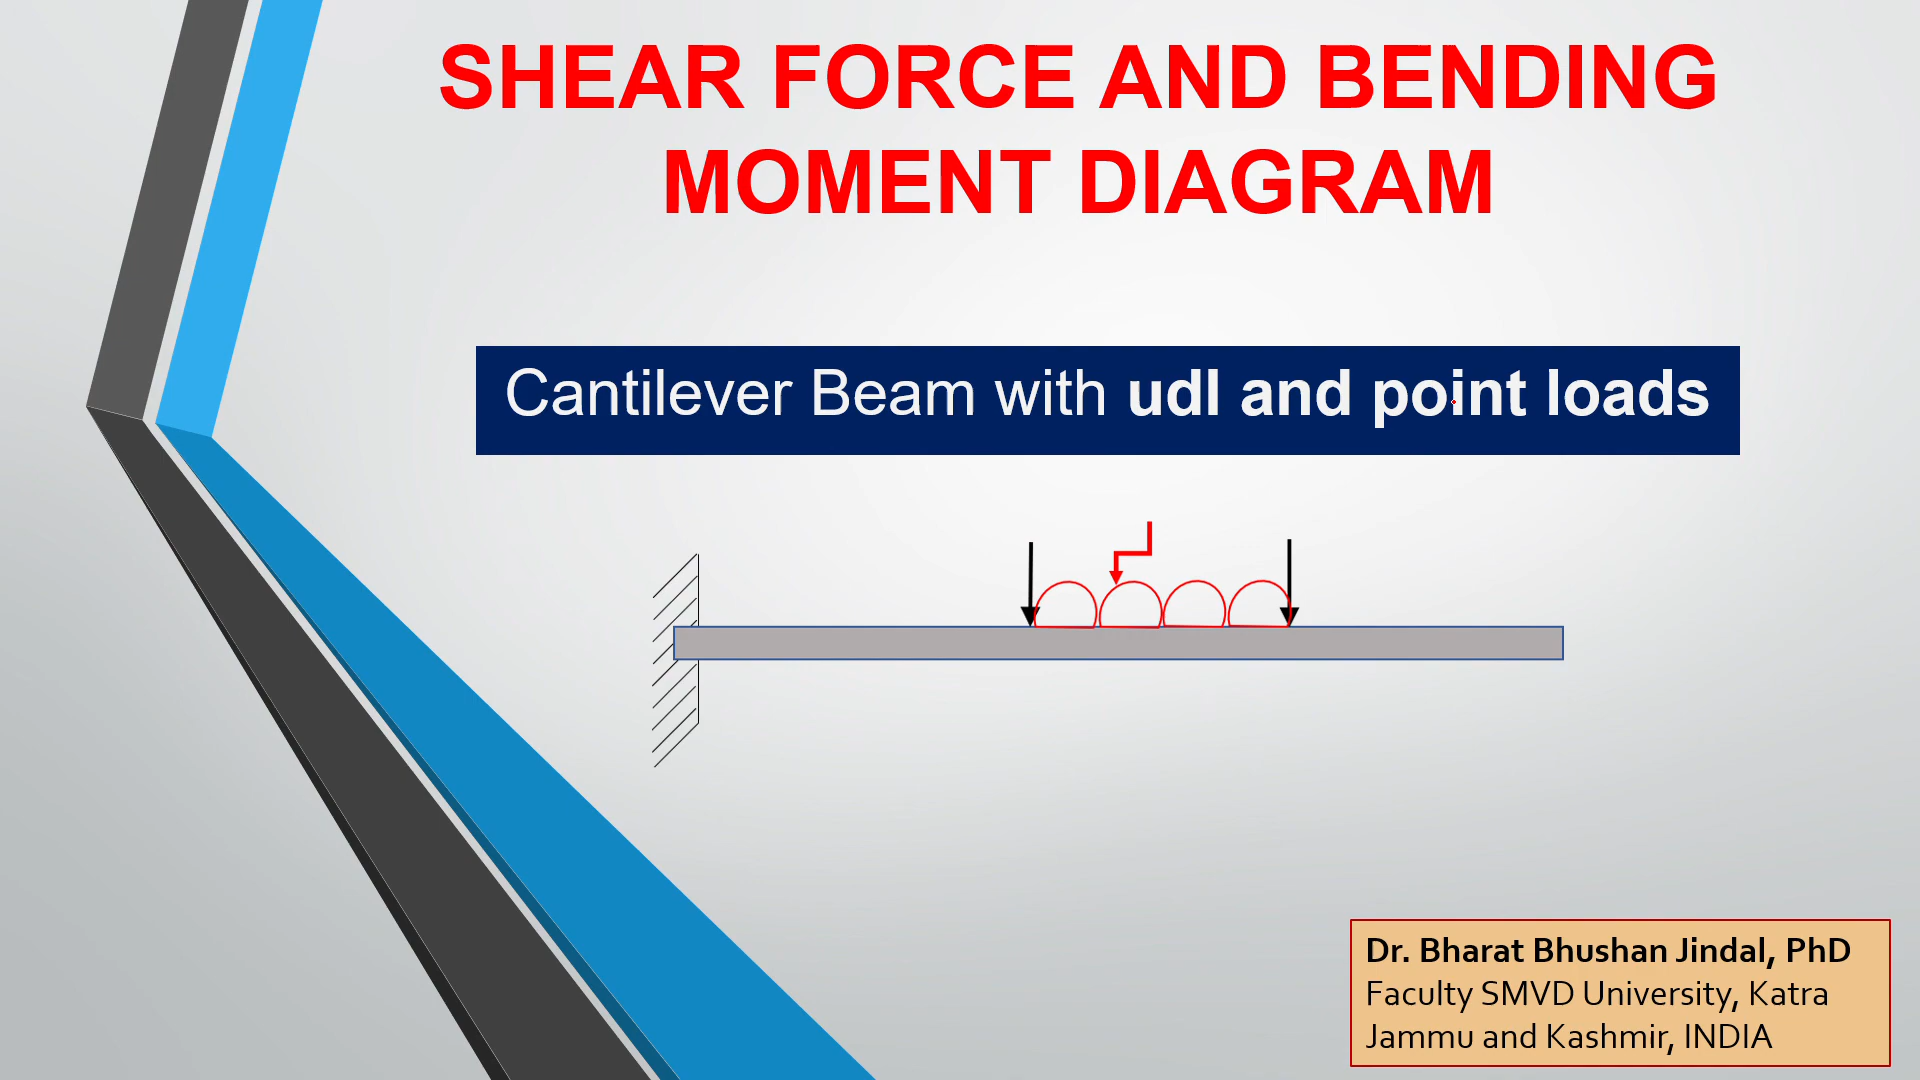 SHEAR FORCE AND BENDING
MOMENT DIAGRAM
Cantilever Beam with udl and point loads
Dr. Bharat Bhushan Jindal, PhD
Faculty SMVD University, Katra
Jammu and Kashmir, INDIA